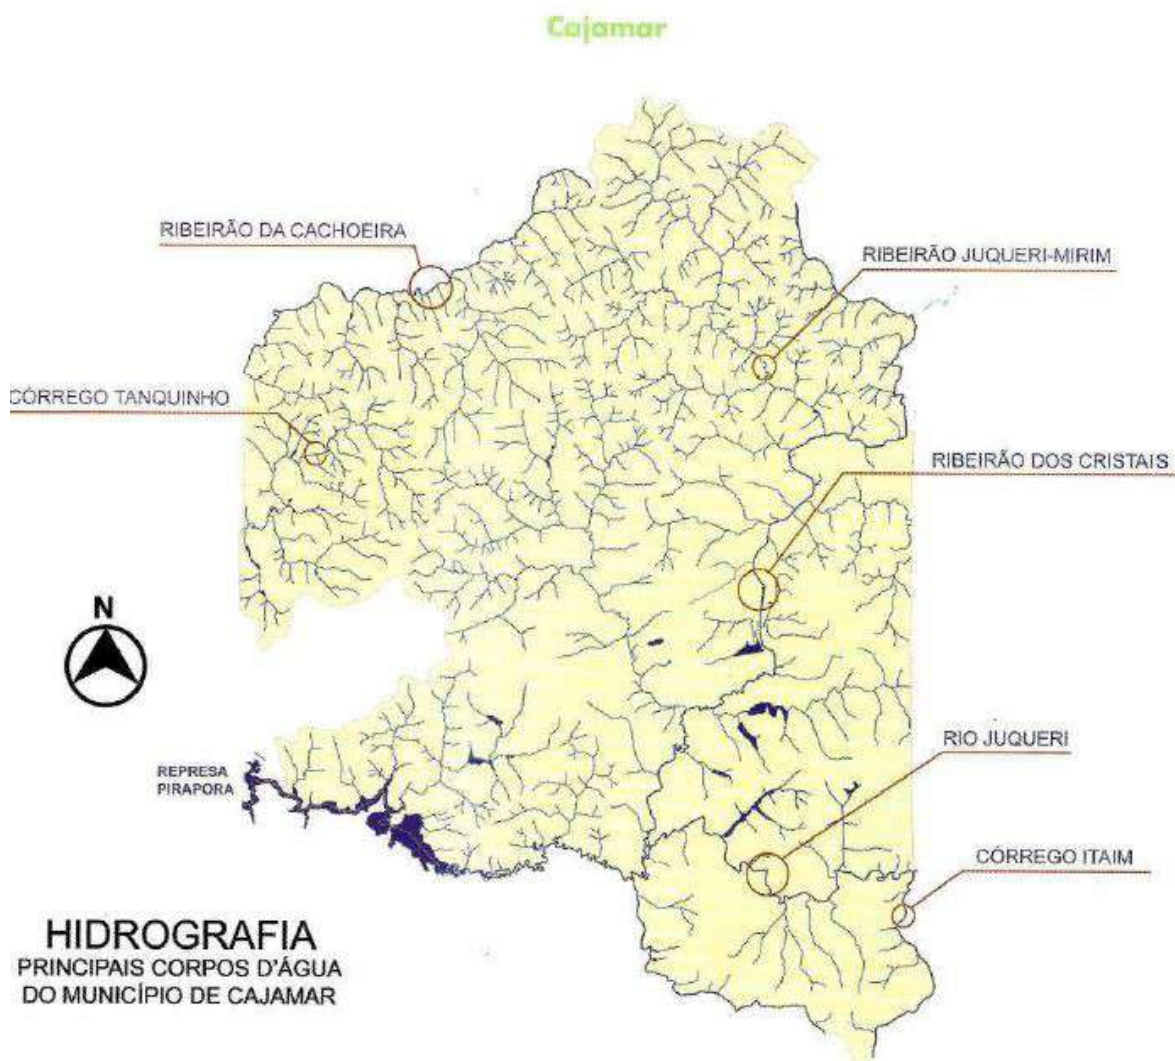 Cajamar
RIBEIRÃO DA CACHOEIRA
RIBEIRÃO JUQUERI-MIRIM
CÓRREGO TANQUINHO
RIBEIRÃO DOS CRISTAIS
N
RIO JUQUERI
REPRESA
PIRAPORA
CÓRREGO ITAIM
HIDROGRAFIA
PRINCIPAIS CORPOS D'ÁGUA
DO MUNICÍPIO DE CAJAMAR